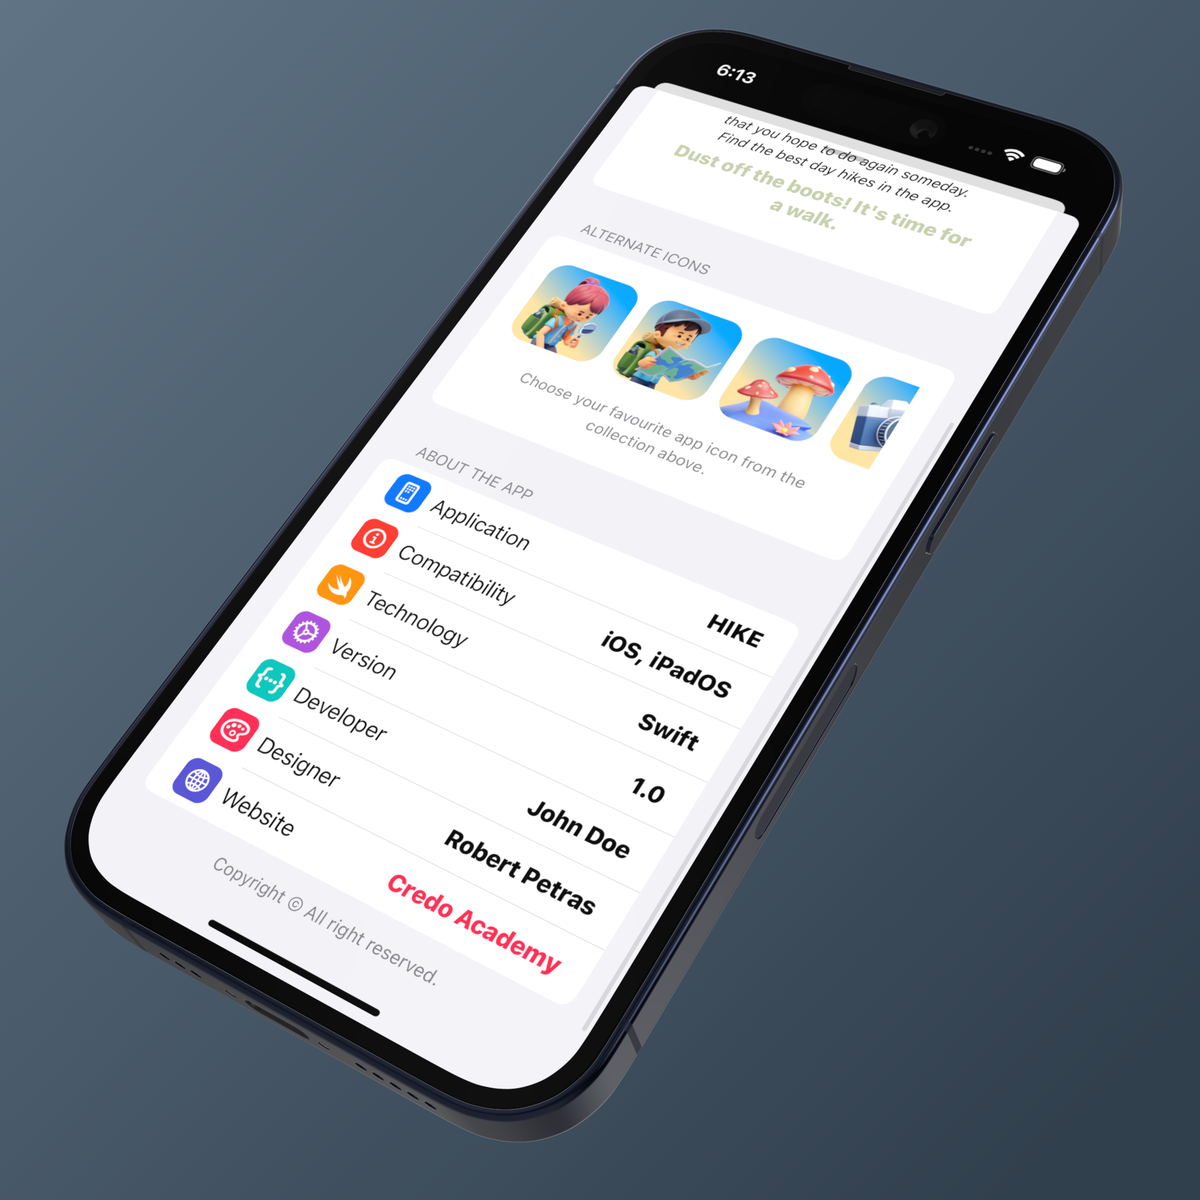 6:13
that you hope to do again someday.
Find the best day hikes in the app.
Dust off the boots! It's time for
a walk.
ALTERNATE ICONS
Choose your favourite app icon from the
collection above.
ABOUT THE APP
Application HIKE
Compatibility iOS, iPadOS
Technology Swift
Version 1.0
Developer John Doe
Designer Robert Petras
Website Credo Academy
Copyright © All right reserved.